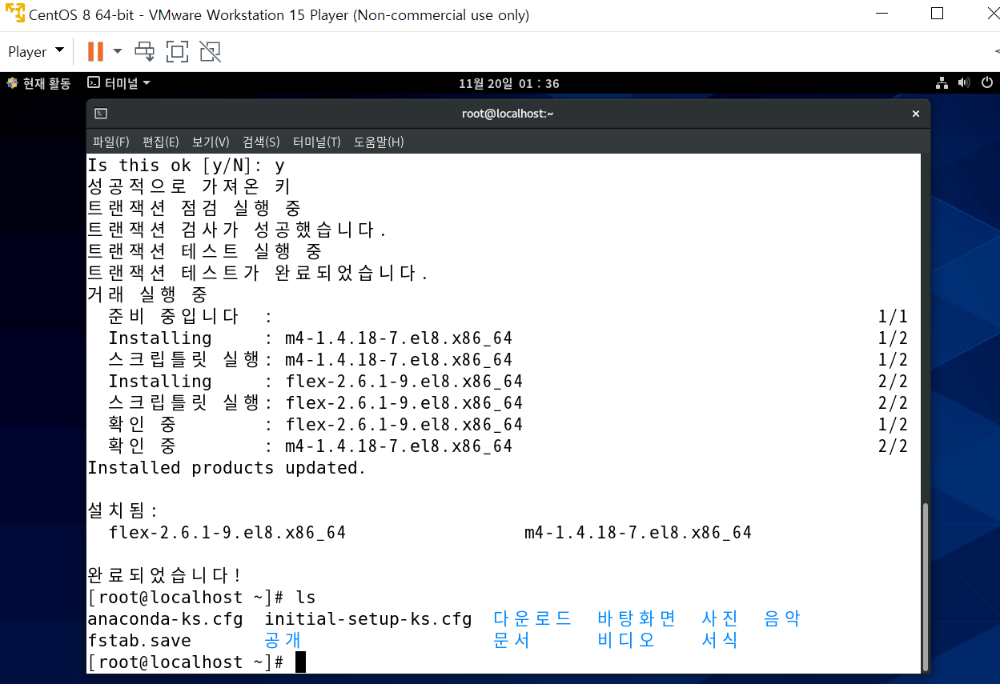 CentOS 8 64-bit - VMware Workstation 15 Player (Non-commercial use only)
Player
현재 활동 터미널 11월 20일 01 : 36
root@localhost:~
파일(F) 편집(E) 보기(V) 검색(S) 터미널(T) 도움말(H)
Is this ok [y/N]: y
성공적으로 가져온 키
트랜잭션 점검 실행 중
트랜잭션 검사가 성공했습니다.
트랜잭션 테스트 실행 중
트랜잭션 테스트가 완료되었습니다.
거래 실행 중
준비 중입니다 : 1/1
Installing : m4-1.4.18-7.el8.x86_64 1/2
스크립틀릿 실행: m4-1.4.18-7.el8.x86_64 1/2
Installing : flex-2.6.1-9.el8.x86_64 2/2
스크립틀릿 실행: flex-2.6.1-9.el8.x86_64 2/2
확인 중 : flex-2.6.1-9.el8.x86_64 1/2
확인 중 : m4-1.4.18-7.el8.x86_64 2/2
Installed products updated.
설치됨:
flex-2.6.1-9.el8.x86_64 m4-1.4.18-7.el8.x86_64
완료되었습니다!
[root@localhost ~]# ls
anaconda-ks.cfg initial-setup-ks.cfg 다운로드 바탕화면 사진 음악
fstab.save 공개 문서 비디오 서식
[root@localhost ~]#